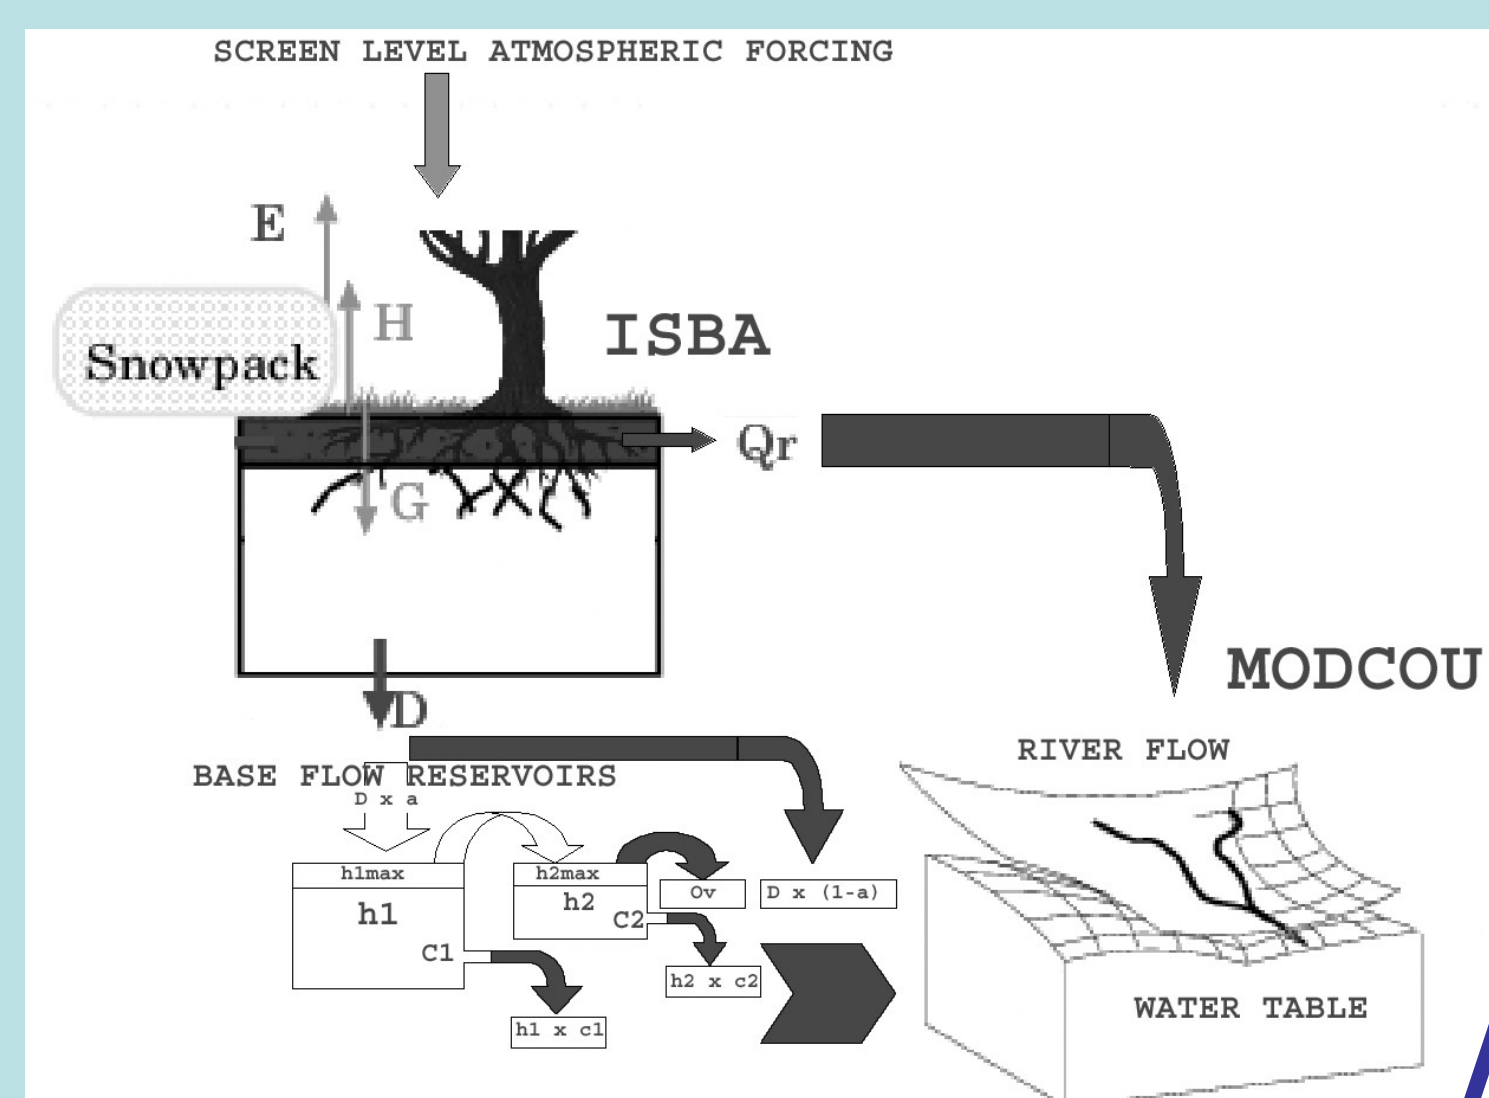 SCREEN LEVEL ATMOSPHERIC FORCING
E
H
Snowpack
ISBA
Qr
G
D
MODCOU
RIVER FLOW
BASE FLOW RESERVOIRS
D x a
h1max
h2max
h1
h2
Ov
D x (1-a)
C2
C1
h2 x c2
h1 x c1
WATER TABLE